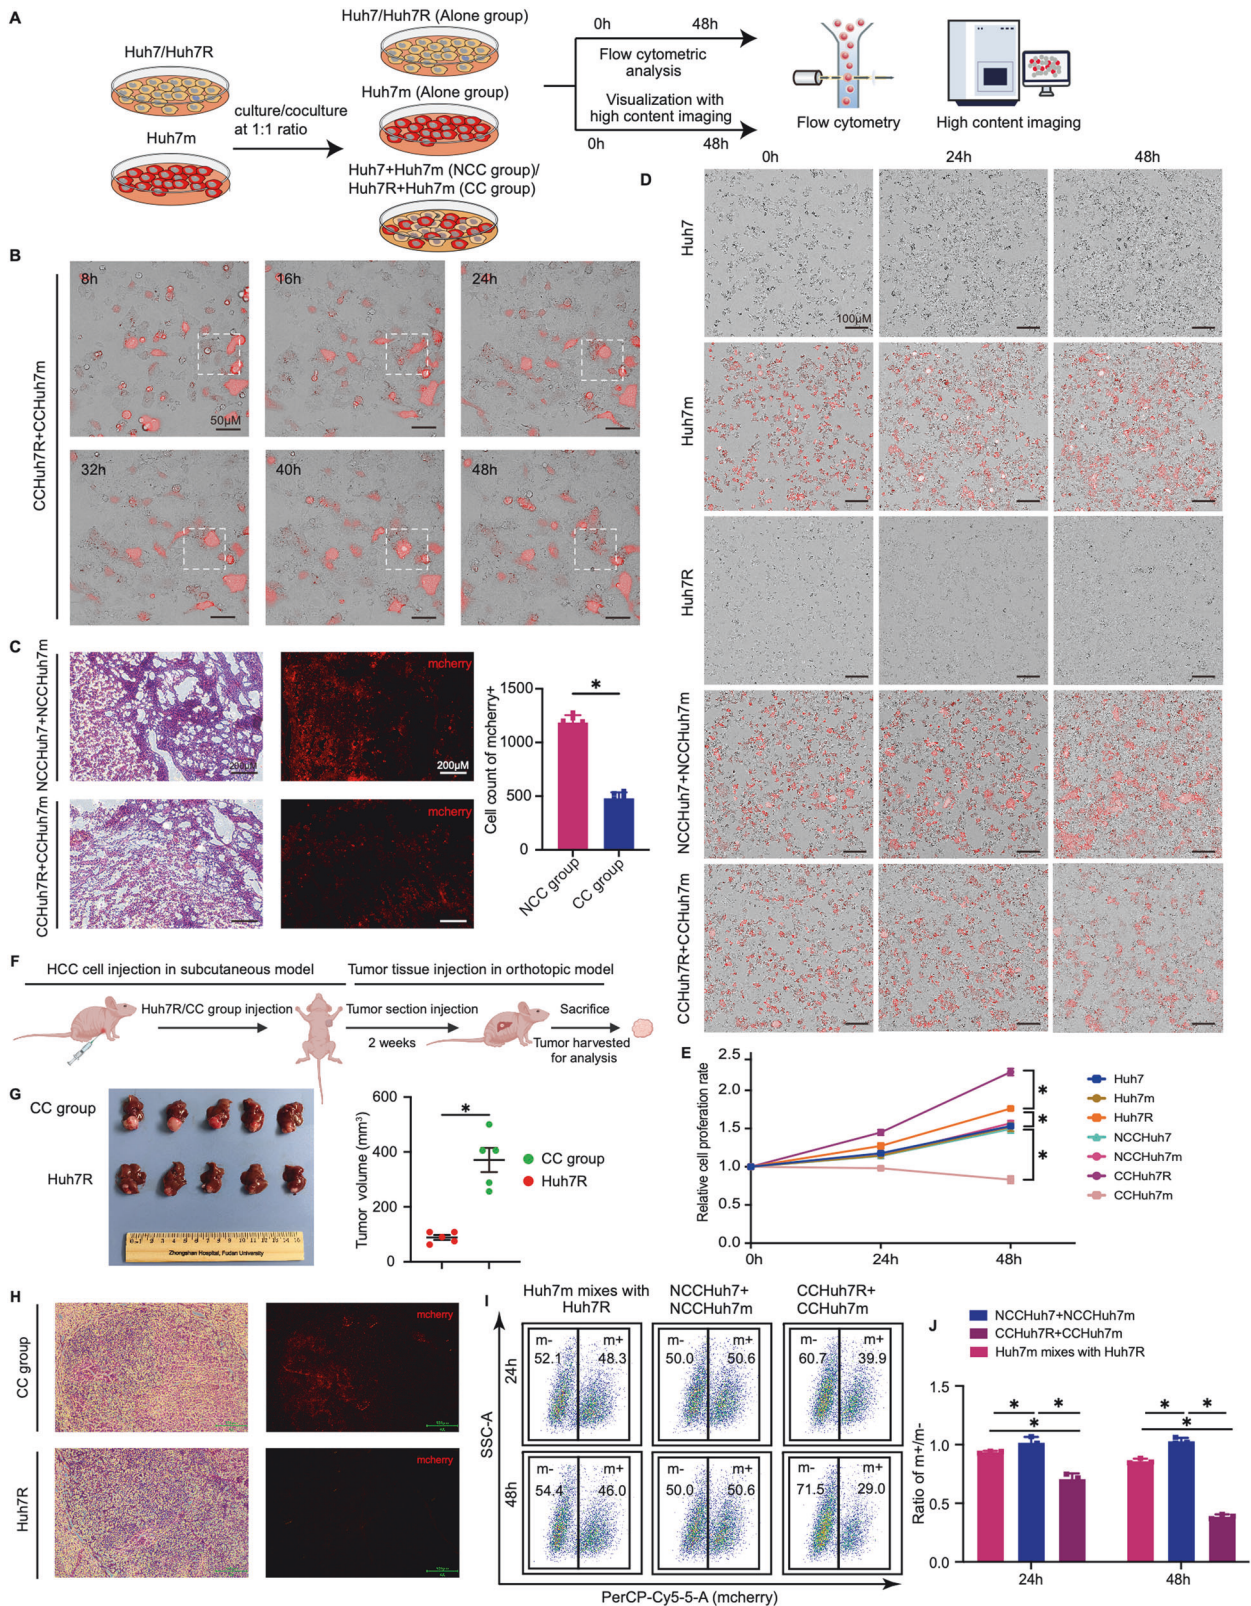 A
Huh7/Huh7R
Huh7m
culture/coculture
at 1:1 ratio
Huh7/Huh7R (Alone group)
Huh7m (Alone group)
Huh7+Huh7m (NCC group)/
Huh7R+Huh7m (CC group)
0h 48h
Flow cytometric
analysis
Visualization with
high content imaging
0h 48h
Flow cytometry
High content imaging
B
CCHuh7R+CCHuh7m
8h
16h
24h
50μM
32h
40h
48h
C
NCCHuh7+NCCHuh7m
CCHuh7R+CCHuh7m
200μM
mcherry
200μM
mcherry
Cell count of mcherry+
1500
1000
500
0
*
NCC group
CC group
D
0h 24h 48h
Huh7
100μM
Huh7m
Huh7R
NCCHuh7+NCCHuh7m
CCHuh7R+CCHuh7m
E
Relative cell proferation rate
2.5
2.0
1.5
1.0
0.5
0.0
0h 24h 48h
*
*
*
Huh7
Huh7m
Huh7R
NCCHuh7
NCCHuh7m
CCHuh7R
CCHuh7m
F
HCC cell injection in subcutaneous model
Tumor tissue injection in orthotopic model
Huh7R/CC group injection
Tumor section injection
2 weeks
Sacrifice
Tumor harvested
for analysis
G
CC group
Huh7R
Zhongshan Hospital, Fudan University
Tumor volume (mm³)
600
400
200
0
*
CC group
Huh7R
H
CC group
Huh7R
mcherry
mcherry
I
Huh7m mixes with
Huh7R
NCCHuh7+
NCCHuh7m
CCHuh7R+
CCHuh7m
24h
m- m+
52.1 48.3
m- m+
50.0 50.6
m- m+
60.7 39.9
48h
m- m+
54.4 46.0
m- m+
50.0 50.6
m- m+
71.5 29.0
SSC-A
PerCP-Cy5-5-A (mcherry)
J
NCCHuh7+NCCHuh7m
CCHuh7R+CCHuh7m
Huh7m mixes with Huh7R
Ratio of m+/m-
1.5
1.0
0.5
0.0
* * *
* * *
24h 48h